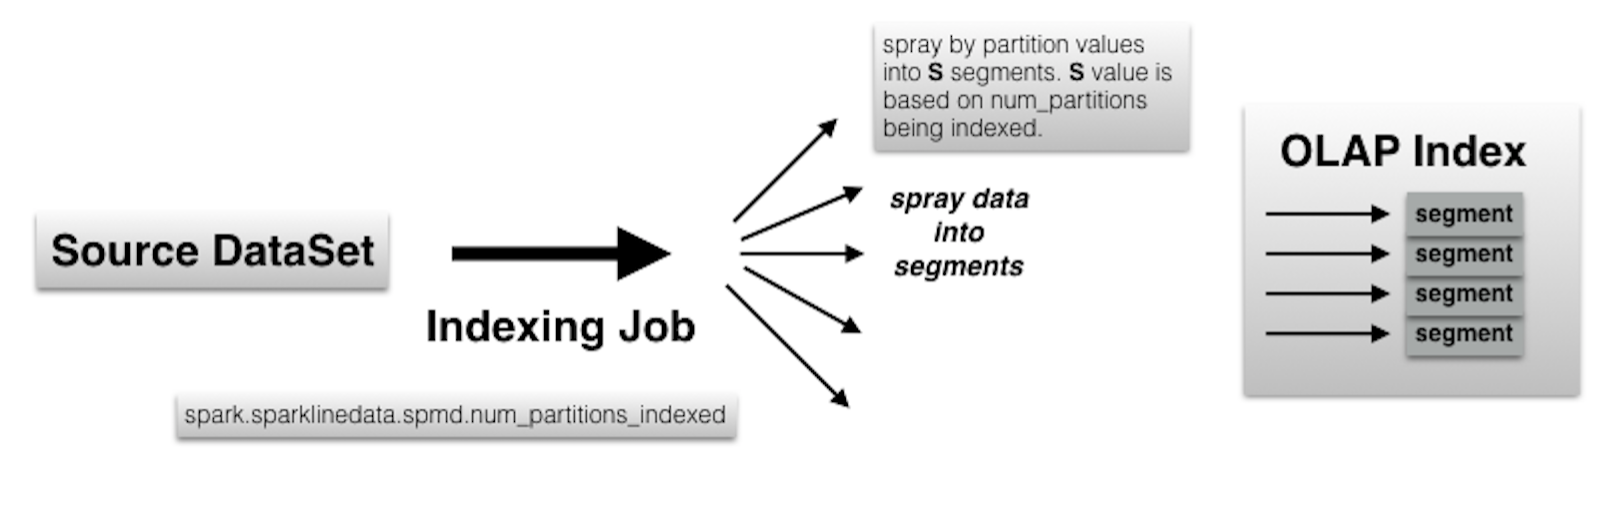 spray by partition values
into S segments. S value is
based on num_partitions
being indexed.
OLAP Index
spray data
into
segments
segment
segment
segment
segment
Source DataSet
Indexing Job
spark.sparklinedata.spmd.num_partitions_indexed